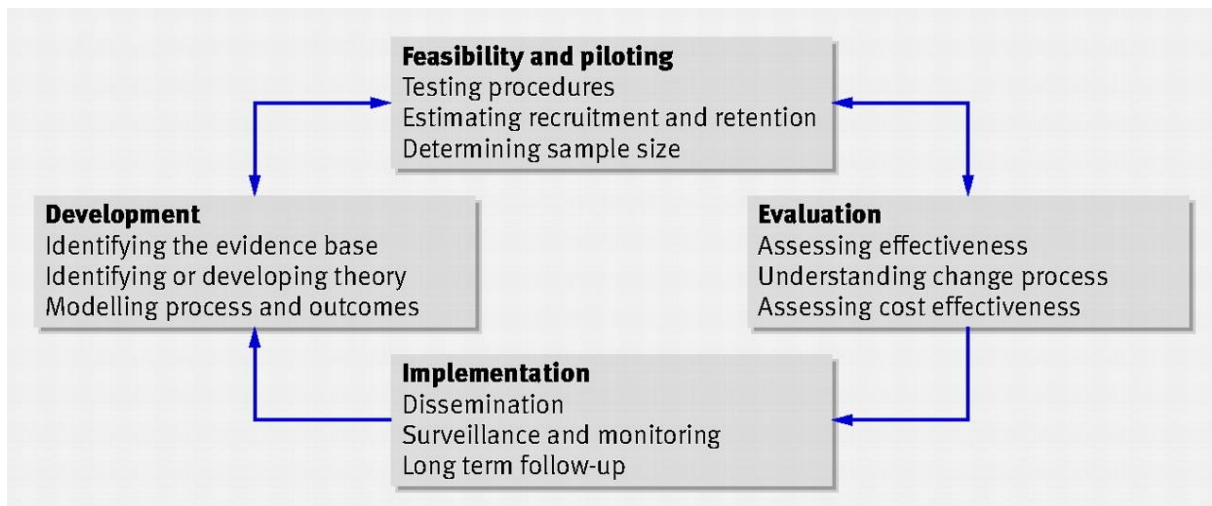 Feasibility and piloting
Testing procedures
Estimating recruitment and retention
Determining sample size
Development
Identifying the evidence base
Identifying or developing theory
Modelling process and outcomes
Evaluation
Assessing effectiveness
Understanding change process
Assessing cost effectiveness
Implementation
Dissemination
Surveillance and monitoring
Long term follow-up